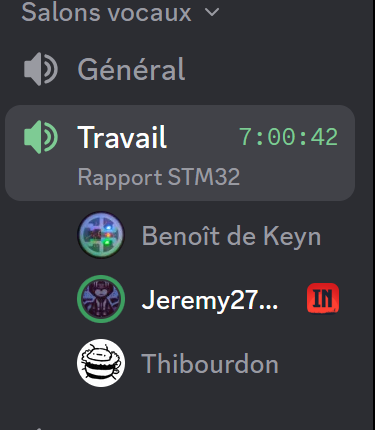 Salons vocaux
Général
Travail 7:00:42
Rapport STM32
Benoît de Keyn
Jeremy27... IN
Thibourdon